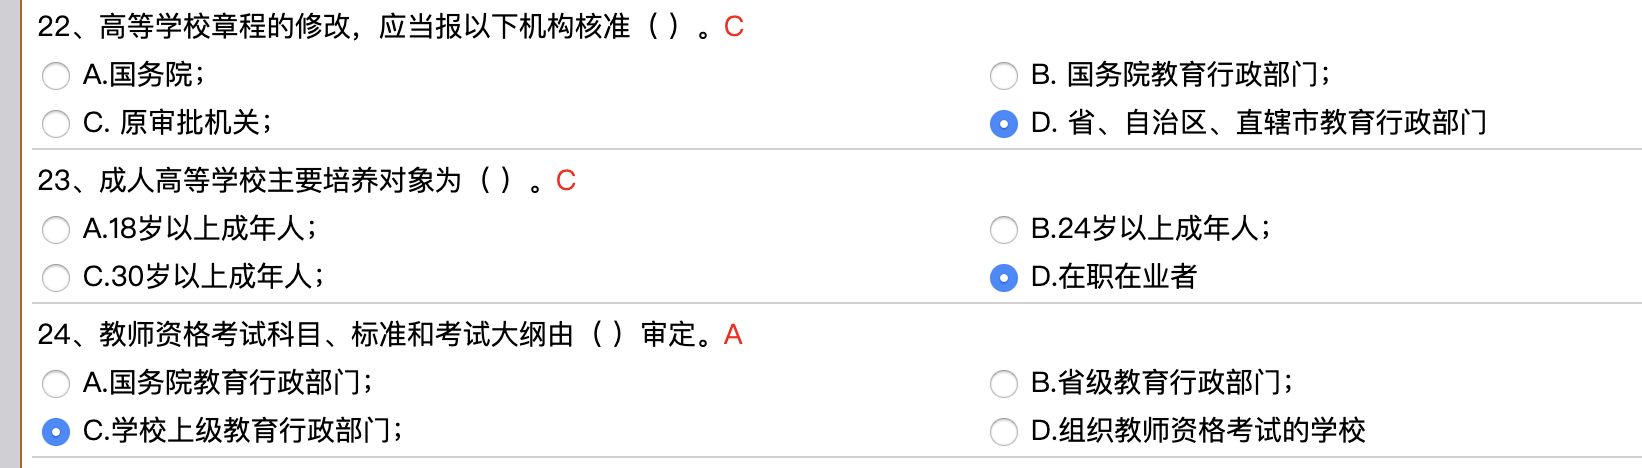 22、高等学校章程的修改，应当报以下机构核准（ ）。C
A.国务院；
B. 国务院教育行政部门；
C. 原审批机关；
D. 省、自治区、直辖市教育行政部门
23、成人高等学校主要培养对象为（ ）。C
A.18岁以上成年人；
B.24岁以上成年人；
C.30岁以上成年人；
D.在职在业者
24、教师资格考试科目、标准和考试大纲由（ ）审定。A
A.国务院教育行政部门；
B.省级教育行政部门；
C.学校上级教育行政部门；
D.组织教师资格考试的学校